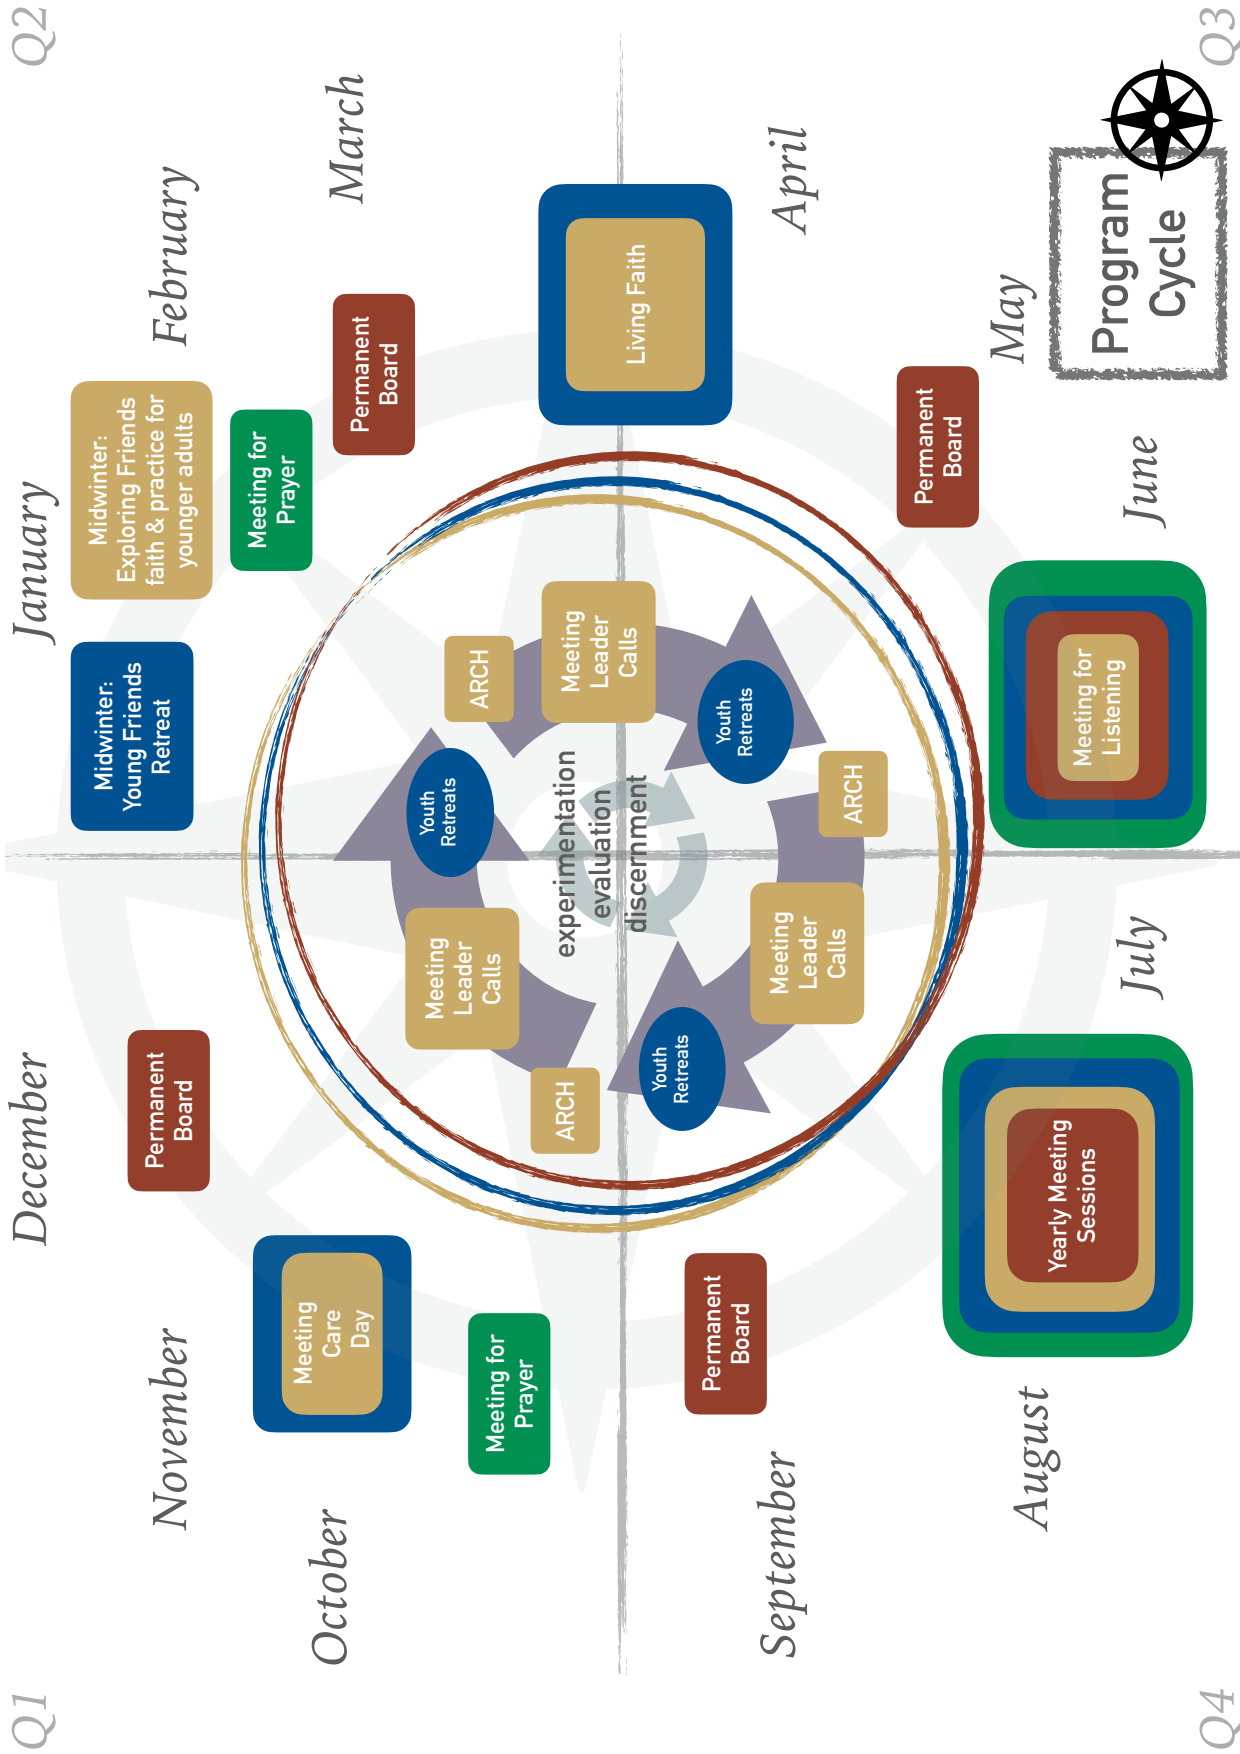 Q1
Q2
October
November
December
January
February
March
Meeting
Care
Day
Meeting for
Prayer
Permanent
Board
Midwinter:
Young Friends
Retreat
Midwinter:
Exploring Friends
faith & practice for
younger adults
Meeting for
Prayer
Permanent
Board
Living Faith
ARCH
Meeting
Leader
Calls
Youth
Retreats
ARCH
Meeting
Leader
Calls
Youth
Retreats
ARCH
Meeting
Leader
Calls
Youth
Retreats
experimentation
evaluation
discernment
Permanent
Board
Yearly Meeting
Sessions
Meeting for
Listening
Permanent
Board
September
August
July
June
May
April
Program
Cycle
Q4
Q3